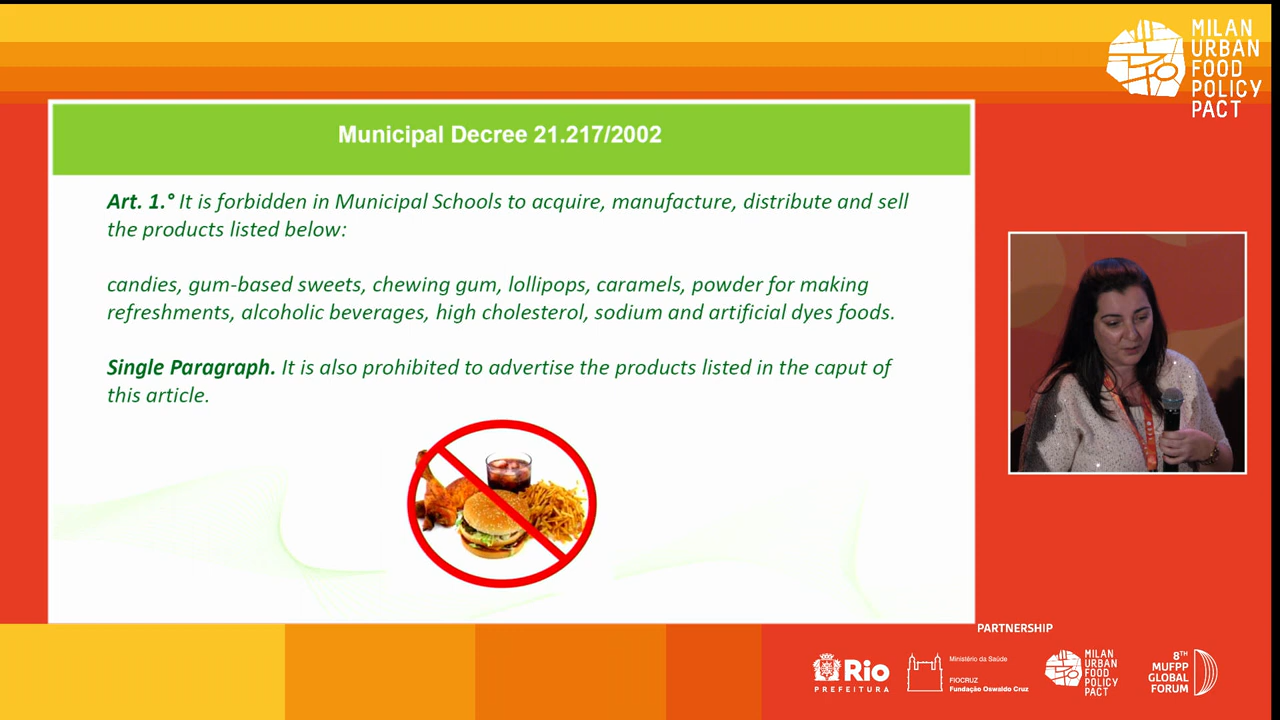 MILAN
URBAN
FOOD
POLICY
PACT
Municipal Decree 21.217/2002
Art. 1.° It is forbidden in Municipal Schools to acquire, manufacture, distribute and sell
the products listed below:
candies, gum-based sweets, chewing gum, lollipops, caramels, powder for making
refreshments, alcoholic beverages, high cholesterol, sodium and artificial dyes foods.
Single Paragraph. It is also prohibited to advertise the products listed in the caput of
this article.
PARTNERSHIP
Rio
PREFEITURA
Ministério da Saúde
FIOCRUZ
Fundação Oswaldo Cruz
MILAN
URBAN
FOOD
POLICY
PACT
8TH
MUFPP
GLOBAL
FORUM